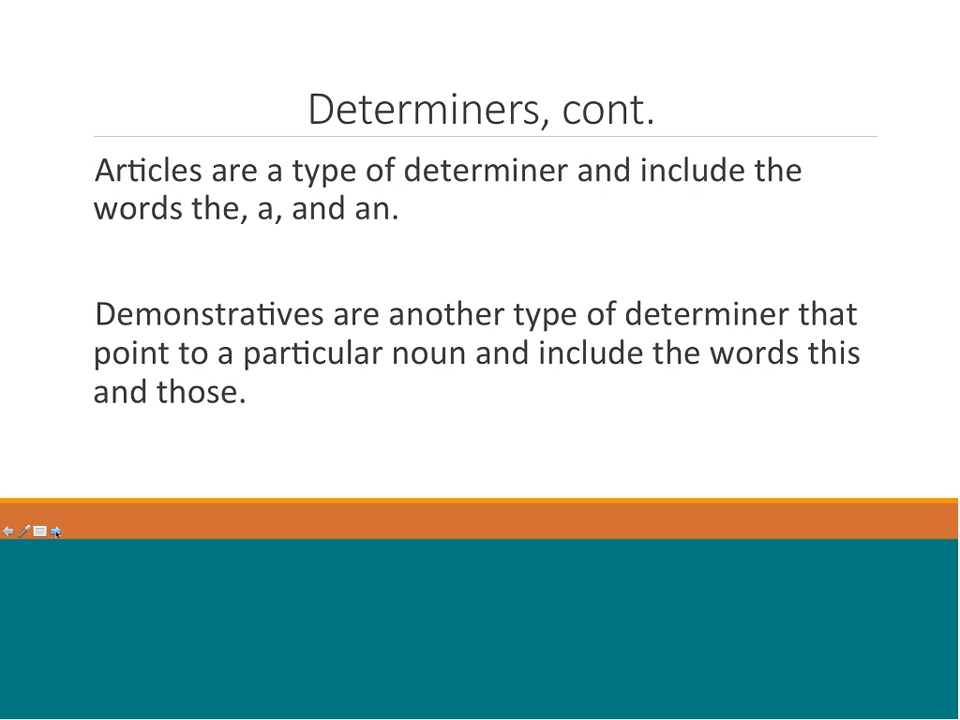 Determiners, cont.
Articles are a type of determiner and include the
words the, a, and an.
Demonstratives are another type of determiner that
point to a particular noun and include the words this
and those.